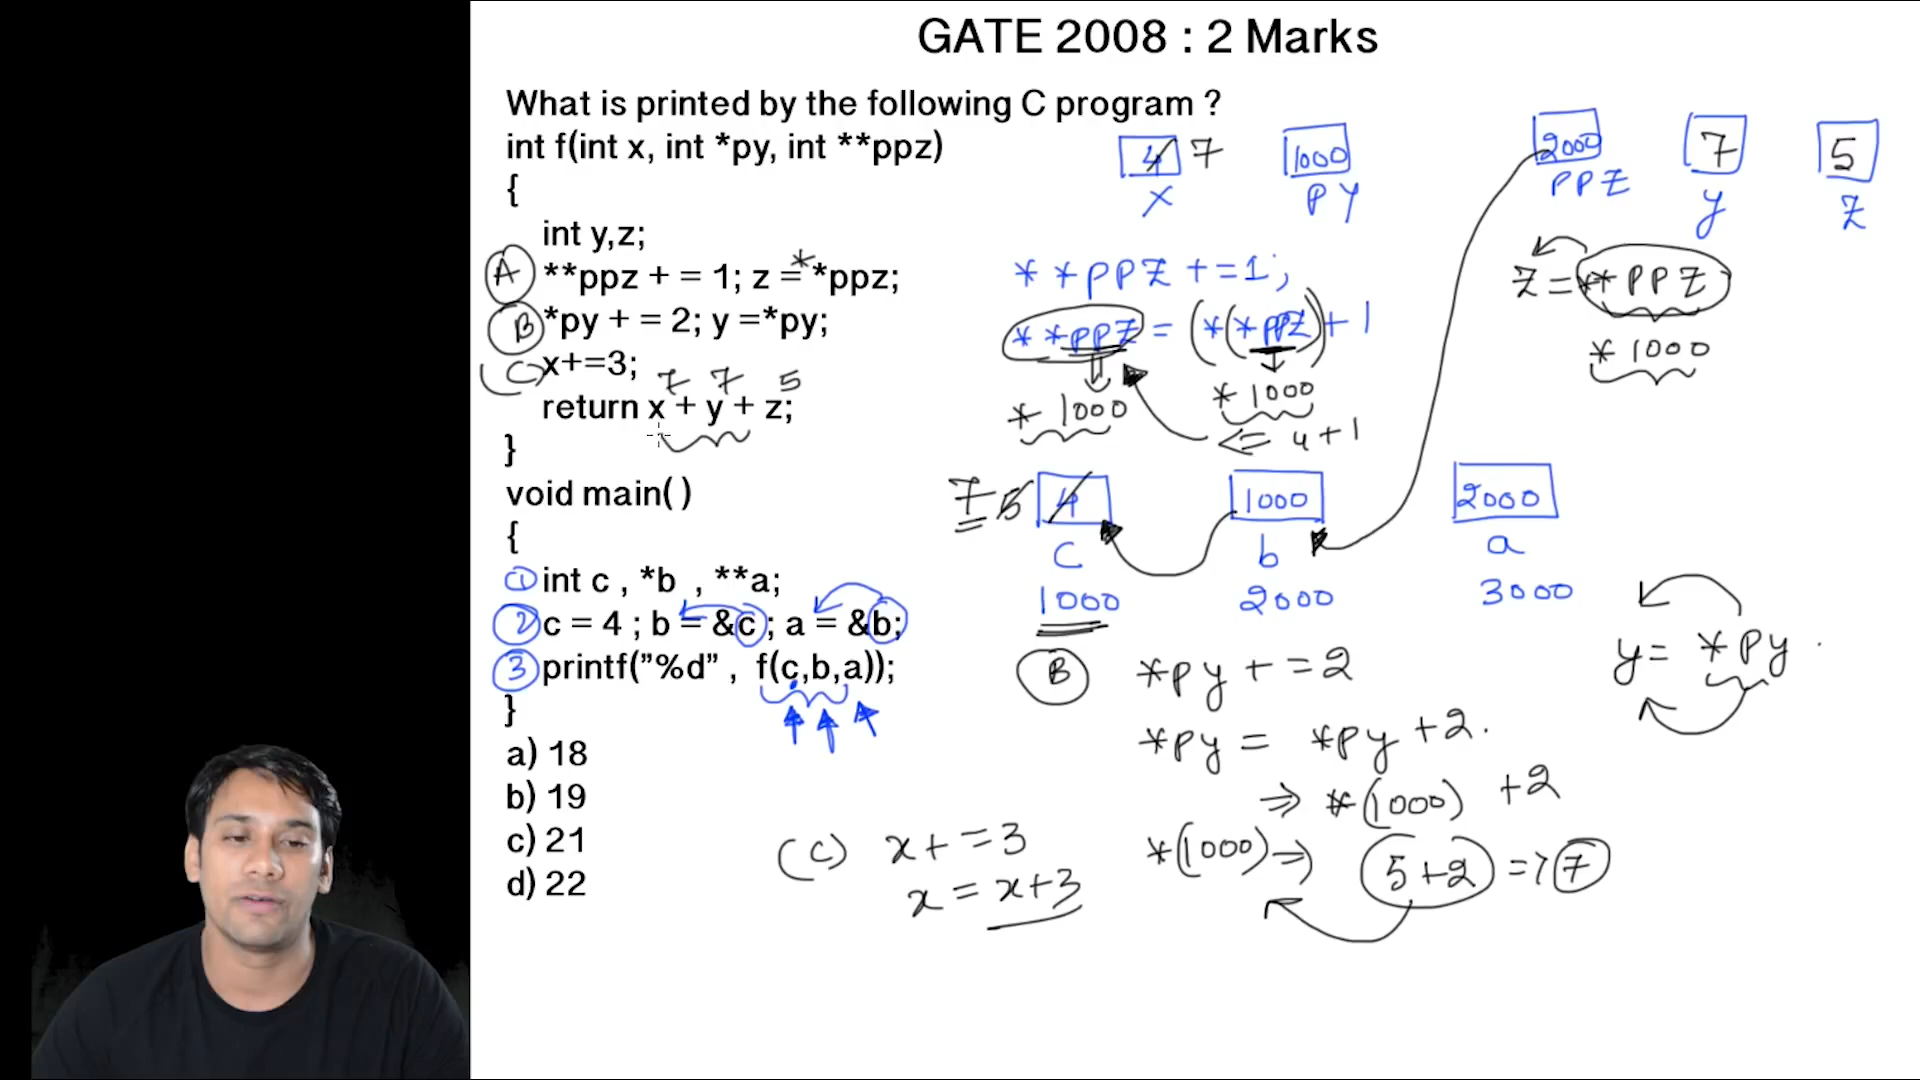 GATE 2008 : 2 Marks
What is printed by the following C program ?
int f(int x, int *py, int **ppz)
{
int y,z;
A **ppz + = 1; z = **ppz;
B *py + = 2; y =*py;
C x+=3;
7 7 5
return x + y + z;
}
void main( )
{
1 int c , *b , **a;
2 c = 4 ; b = &c ; a = &b;
3 printf("%d" , f(c,b,a));
}
a) 18
b) 19
c) 21
d) 22
4 7
x
1000
PY
2000
PPZ
7
y
5
z
**PPZ +=1;
**PPZ = (*(*PPZ)+1
* 1000
* 1000
<= 4+1
z = **PPZ
* 1000
7 5 4
c
1000
1000
b
2000
2000
a
3000
B *py + = 2
*py = *py +2.
=> *(1000) +2
*(1000) => 5+2 => 7
y = *py .
(C) x+ =3
x = x+3